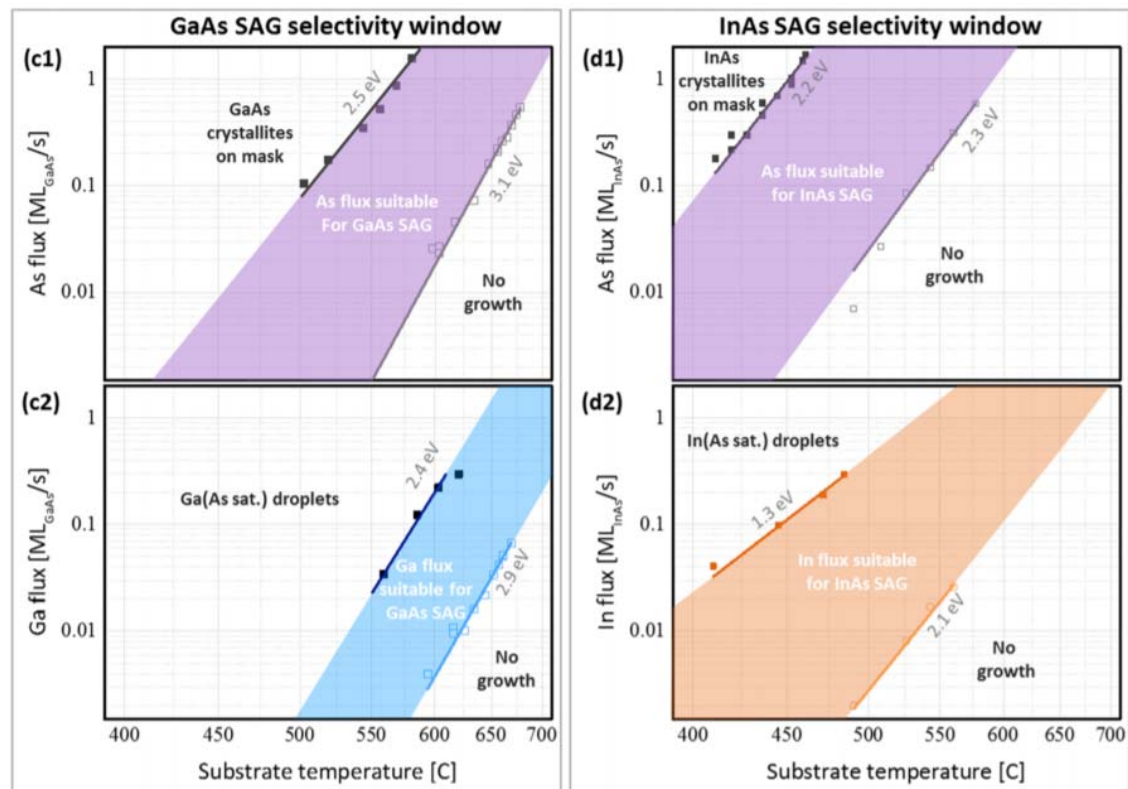 GaAs SAG selectivity window
(c1)
As flux [ML_GaAs/s]
1
0.1
0.01
GaAs
crystallites
on mask
2.5 eV
As flux suitable
For GaAs SAG
3.1 eV
No
growth
(c2)
Ga flux [ML_GaAs/s]
1
0.1
0.01
Ga(As sat.) droplets
2.4 eV
Ga flux
suitable for
GaAs SAG
2.9 eV
No
growth
400 500 600 650 700
Substrate temperature [C]
InAs SAG selectivity window
(d1)
As flux [ML_InAs/s]
1
0.1
0.01
InAs
crystallites
on mask
2.2 eV
As flux suitable
for InAs SAG
2.3 eV
No
growth
(d2)
In flux [ML_InAs/s]
1
0.1
0.01
In(As sat.) droplets
1.3 eV
In flux suitable
for InAs SAG
2.1 eV
No
growth
400 500 600 650 700
Substrate temperature [C]